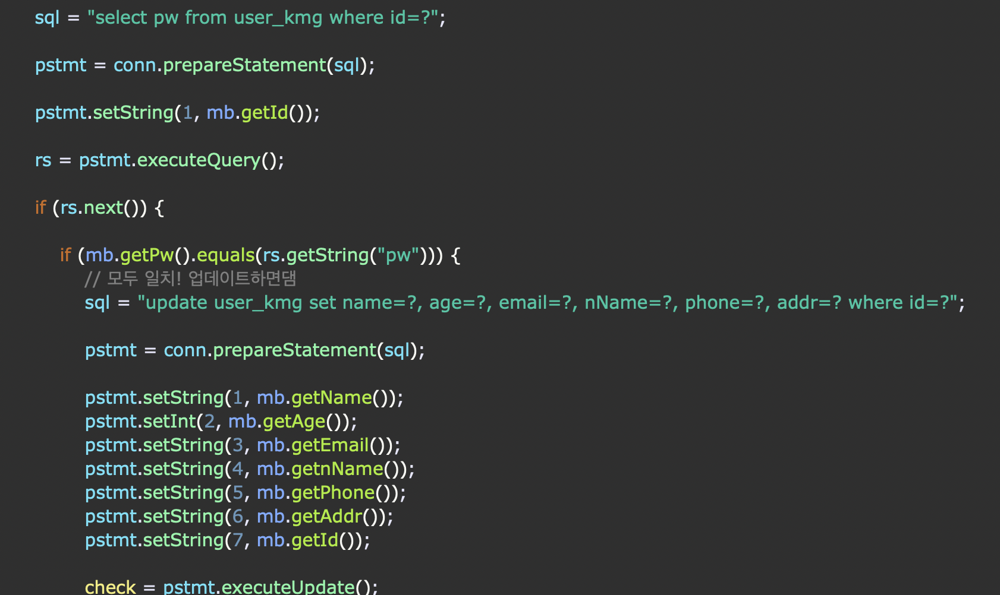 sql = "select pw from user_kmg where id=?";
pstmt = conn.prepareStatement(sql);
pstmt.setString(1, mb.getId());
rs = pstmt.executeQuery();
if (rs.next()) {
if (mb.getPw().equals(rs.getString("pw"))) {
// 모두 일치! 업데이트하면댐
sql = "update user_kmg set name=?, age=?, email=?, nName=?, phone=?, addr=? where id=?";
pstmt = conn.prepareStatement(sql);
pstmt.setString(1, mb.getName());
pstmt.setInt(2, mb.getAge());
pstmt.setString(3, mb.getEmail());
pstmt.setString(4, mb.getnName());
pstmt.setString(5, mb.getPhone());
pstmt.setString(6, mb.getAddr());
pstmt.setString(7, mb.getId());
check = pstmt.executeUpdate();